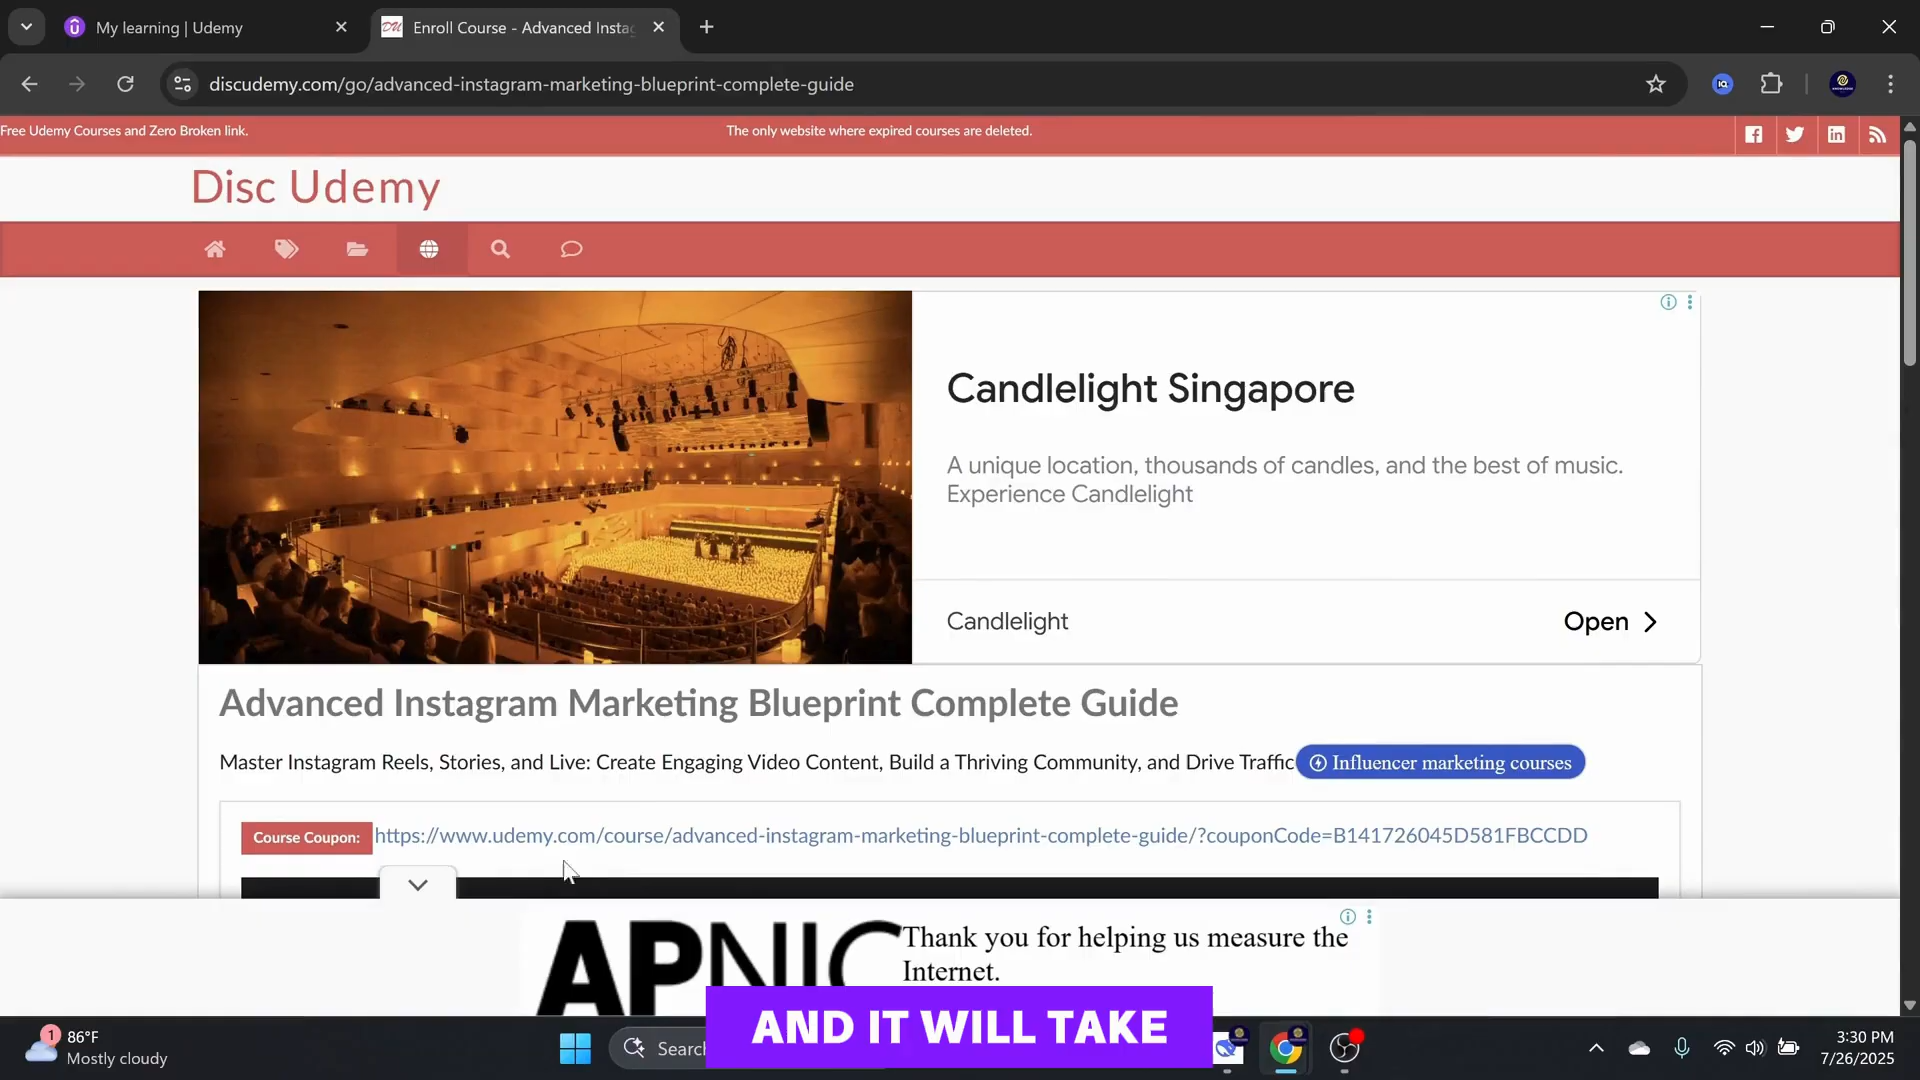 My learning | Udemy
Enroll Course - Advanced Insta
discudemy.com/go/advanced-instagram-marketing-blueprint-complete-guide
Free Udemy Courses and Zero Broken link.
The only website where expired courses are deleted.
Disc Udemy
Candlelight Singapore
A unique location, thousands of candles, and the best of music.
Experience Candlelight
Candlelight
Open
Advanced Instagram Marketing Blueprint Complete Guide
Master Instagram Reels, Stories, and Live: Create Engaging Video Content, Build a Thriving Community, and Drive Traffic
Influencer marketing courses
Course Coupon:
https://www.udemy.com/course/advanced-instagram-marketing-blueprint-complete-guide/?couponCode=B141726045D581FBCCDD
APNIC
Thank you for helping us measure the
Internet.
AND IT WILL TAKE
1
86°F
Mostly cloudy
Search
3:30 PM
7/26/2025